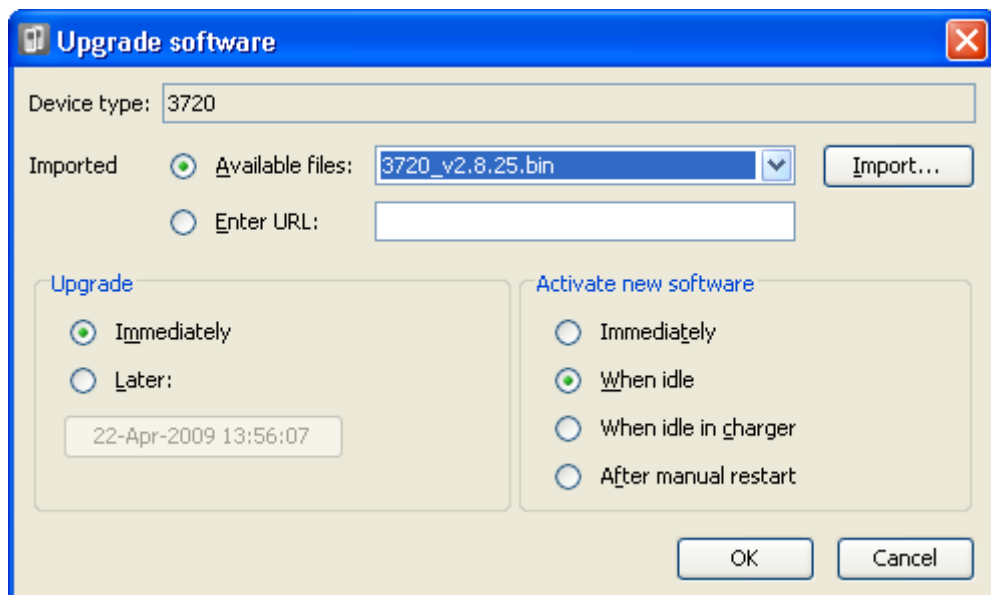 Upgrade software
Device type: 3720
Imported Available files: 3720_v2.8.25.bin Import...
Enter URL:
Upgrade
Immediately
Later:
22-Apr-2009 13:56:07
Activate new software
Immediately
When idle
When idle in charger
After manual restart
OK Cancel